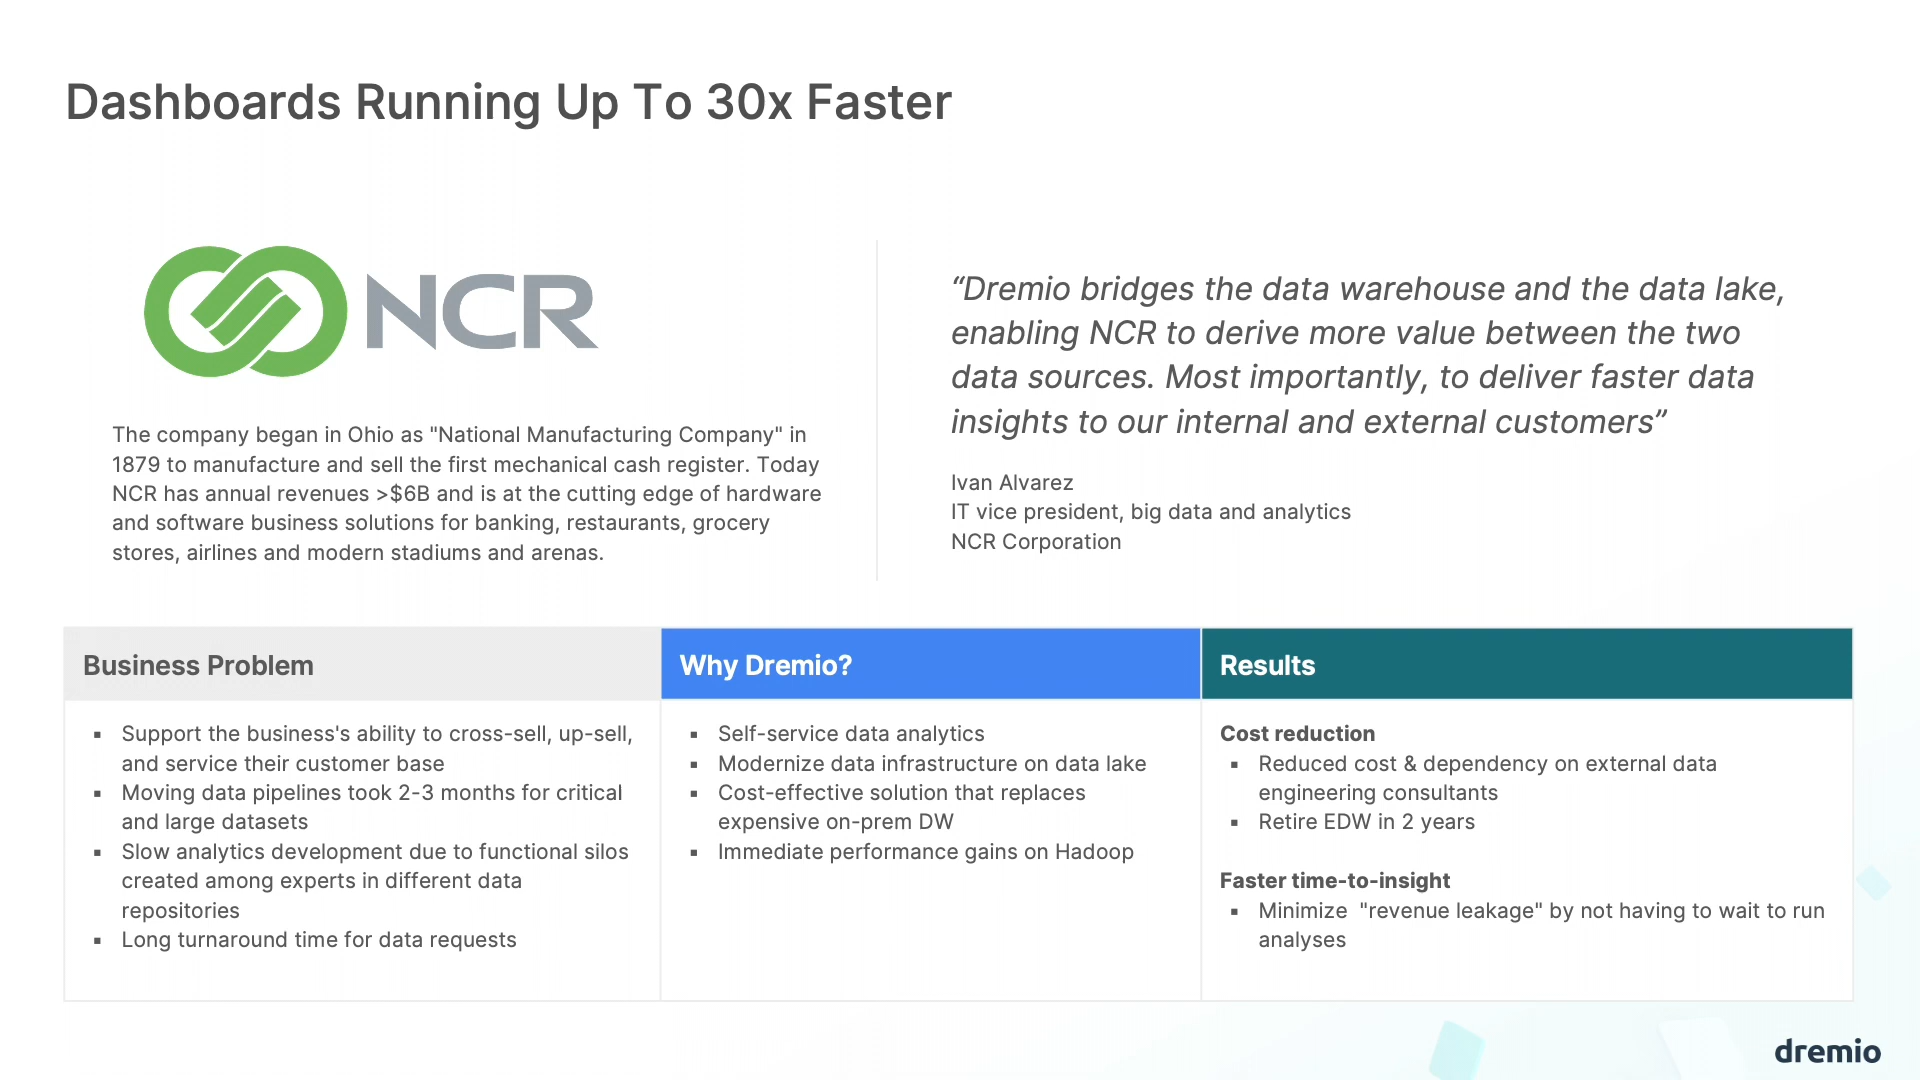 Dashboards Running Up To 30x Faster
NCR
The company began in Ohio as "National Manufacturing Company" in
1879 to manufacture and sell the first mechanical cash register. Today
NCR has annual revenues >$6B and is at the cutting edge of hardware
and software business solutions for banking, restaurants, grocery
stores, airlines and modern stadiums and arenas.
“Dremio bridges the data warehouse and the data lake,
enabling NCR to derive more value between the two
data sources. Most importantly, to deliver faster data
insights to our internal and external customers”
Ivan Alvarez
IT vice president, big data and analytics
NCR Corporation
Business Problem
▪ Support the business's ability to cross-sell, up-sell,
and service their customer base
▪ Moving data pipelines took 2-3 months for critical
and large datasets
▪ Slow analytics development due to functional silos
created among experts in different data
repositories
▪ Long turnaround time for data requests
Why Dremio?
▪ Self-service data analytics
▪ Modernize data infrastructure on data lake
▪ Cost-effective solution that replaces
expensive on-prem DW
▪ Immediate performance gains on Hadoop
Results
Cost reduction
▪ Reduced cost & dependency on external data
engineering consultants
▪ Retire EDW in 2 years
Faster time-to-insight
▪ Minimize "revenue leakage" by not having to wait to run
analyses
dremio